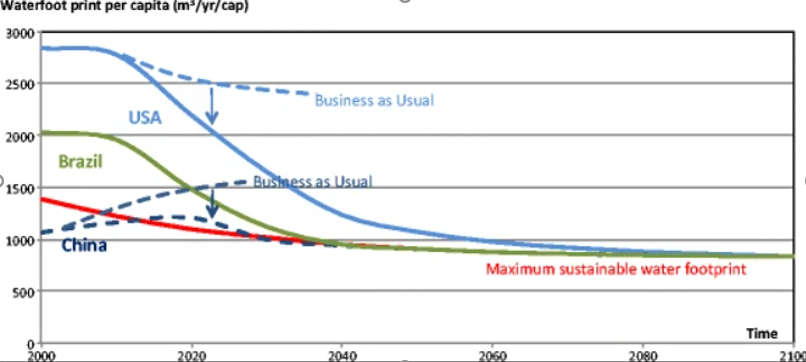 Waterfoot print per capita (m³/yr/cap)
3000
2500
Business as Usual
USA
2000
Brazil
1500
Business as Usual
1000
China
Maximum sustainable water footprint
500
Time
0
2000 2020 2040 2060 2080 2100